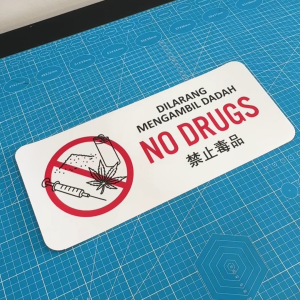 DILARANG
MENGAMBIL DADAH
NO DRUGS
禁止毒品